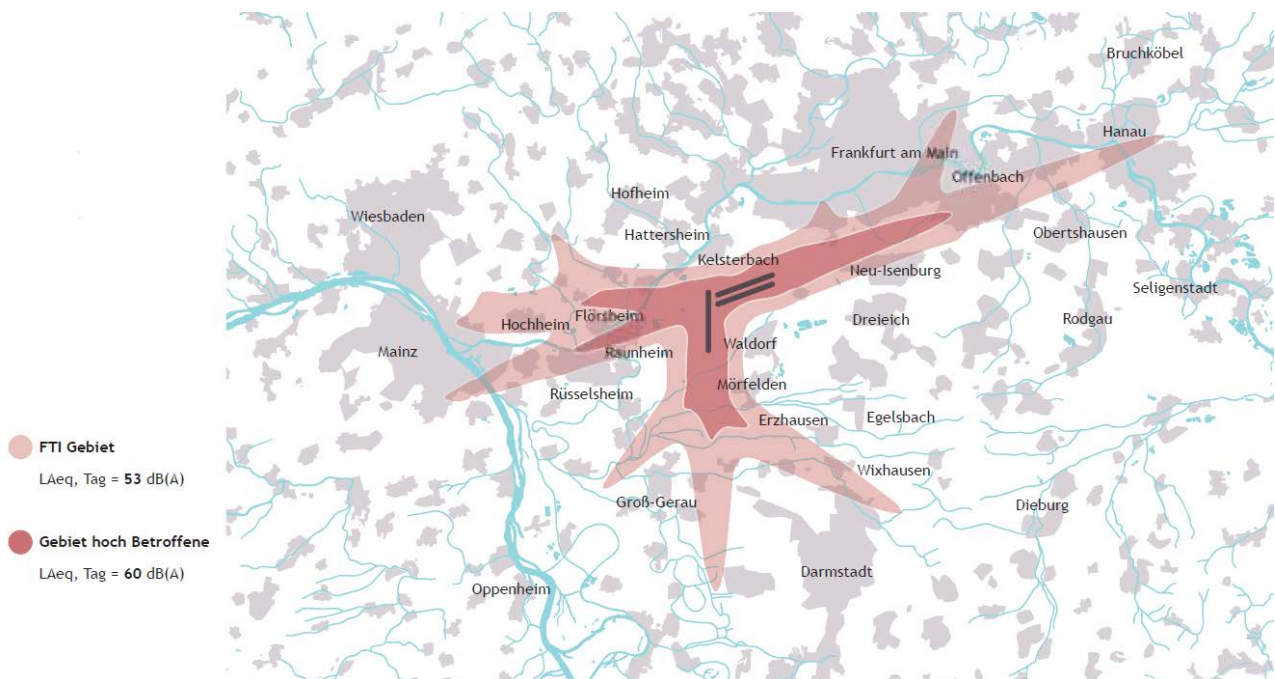 Bruchköbel
Hanau
Frankfurt am Main
Offenbach
Hofheim
Wiesbaden
Hattersheim
Obertshausen
Kelsterbach
Neu-Isenburg
Seligenstadt
Flörsheim
Hochheim
Dreieich
Rodgau
Mainz
Raunheim
Waldorf
Rüsselsheim
Mörfelden
Erzhausen
Egelsbach
FTI Gebiet
LAeq, Tag = 53 dB(A)
Wixhausen
Groß-Gerau
Dieburg
Gebiet hoch Betroffene
LAeq, Tag = 60 dB(A)
Darmstadt
Oppenheim